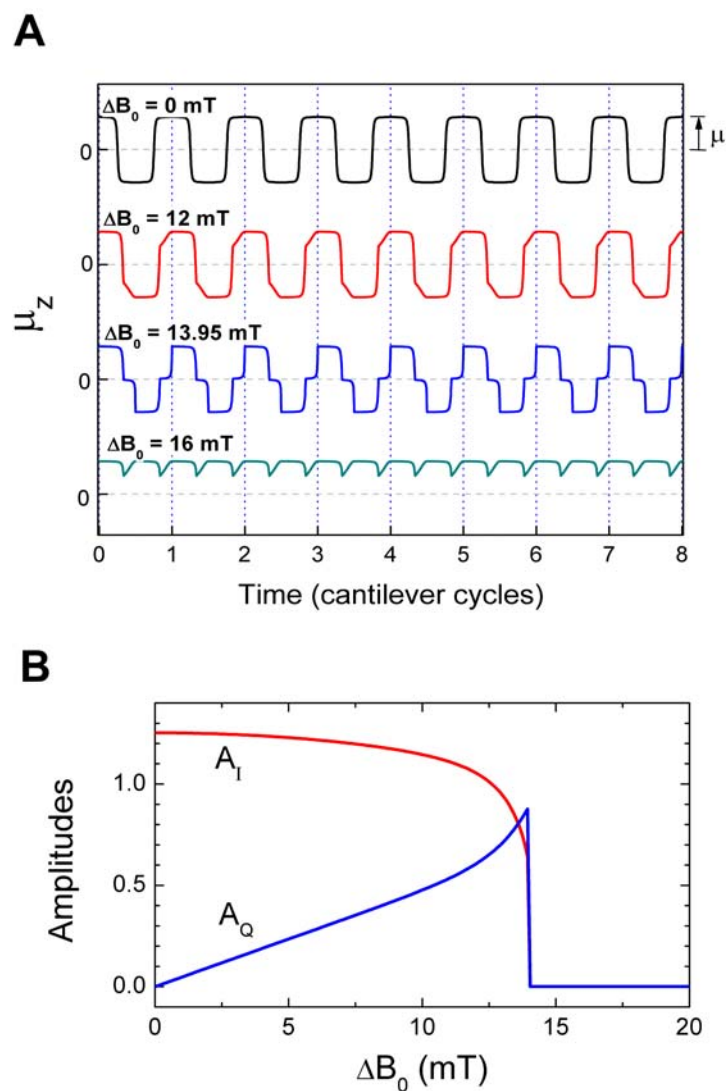 A
ΔB₀ = 0 mT
0
μ
ΔB₀ = 12 mT
0
μz
ΔB₀ = 13.95 mT
0
ΔB₀ = 16 mT
0
0 1 2 3 4 5 6 7 8
Time (cantilever cycles)
B
A_I
1.0
Amplitudes
0.5
A_Q
0.0
0 5 10 15 20
ΔB₀ (mT)